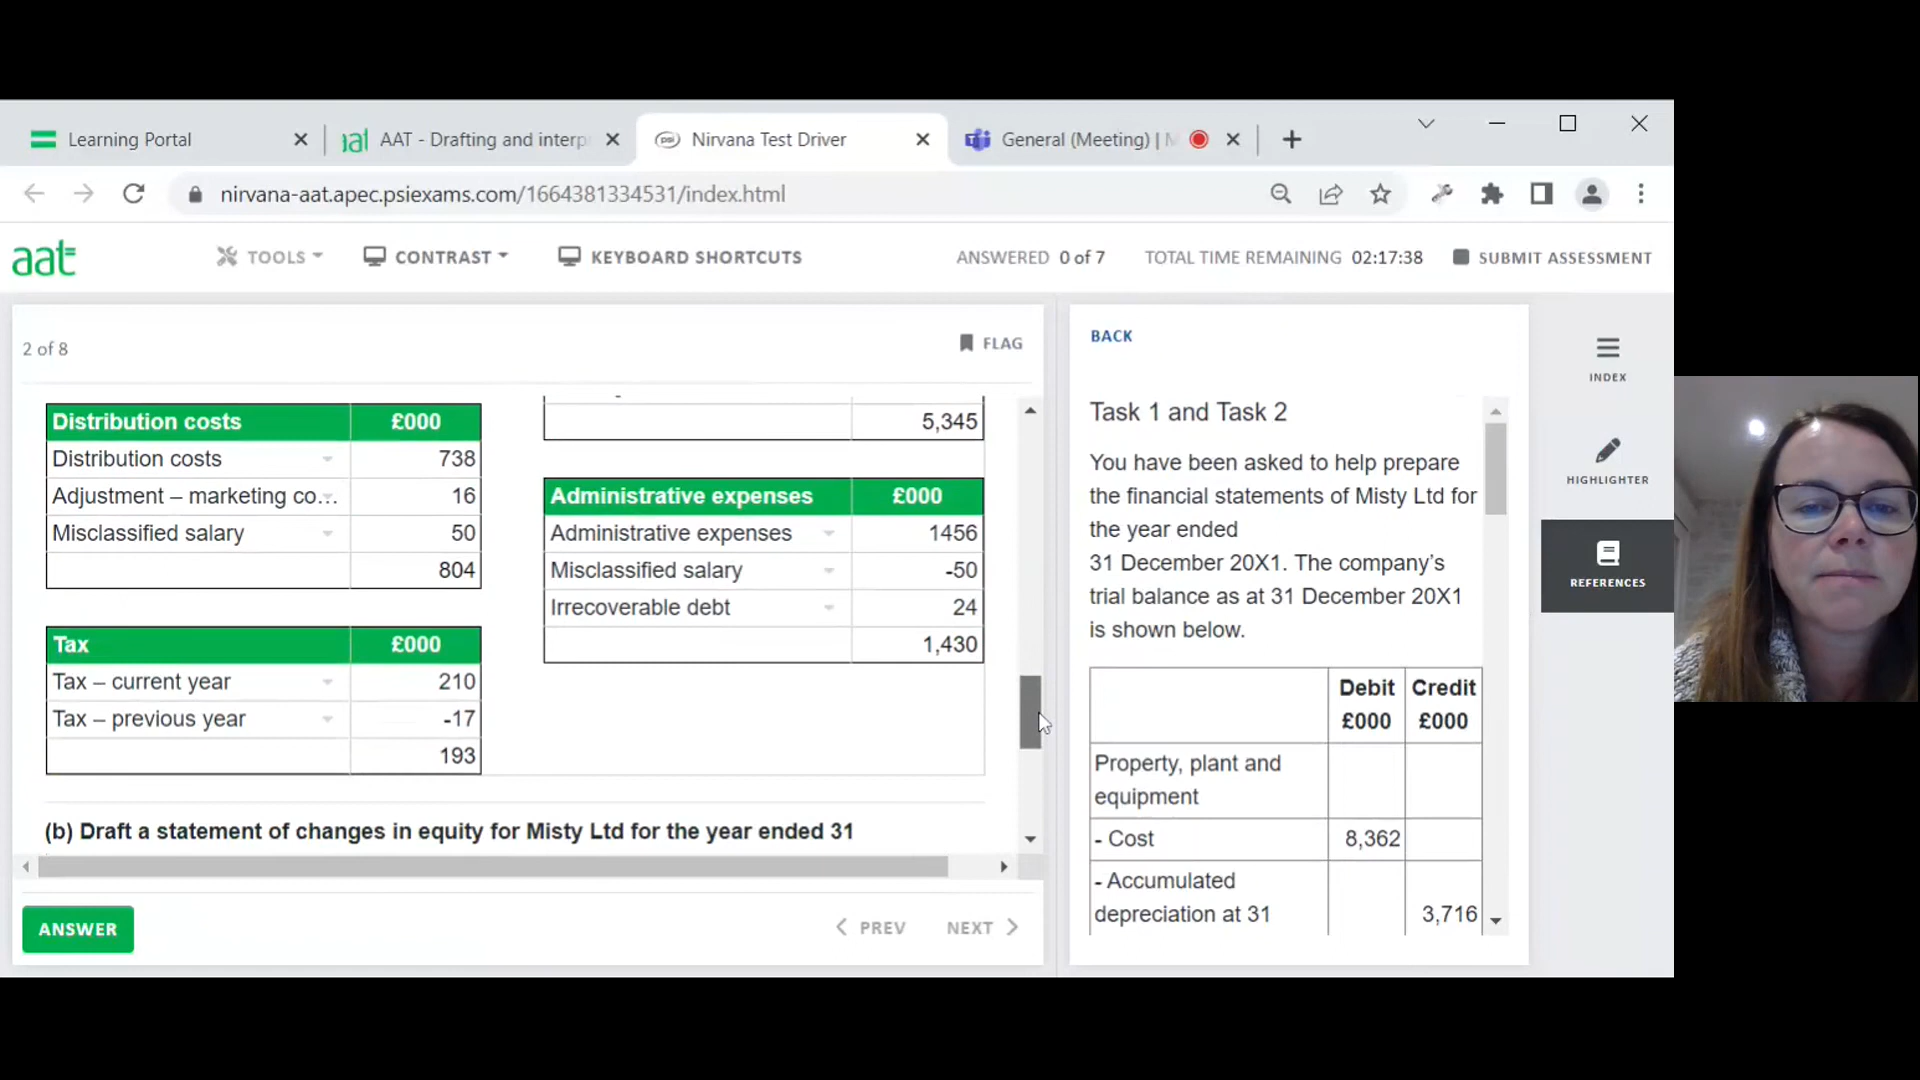 Learning Portal
AAT - Drafting and interp
Nirvana Test Driver
General (Meeting) |
nirvana-aat.apec.psiexams.com/1664381334531/index.html
aat
TOOLS
CONTRAST
KEYBOARD SHORTCUTS
ANSWERED 0 of 7
TOTAL TIME REMAINING 02:17:38
SUBMIT ASSESSMENT
2 of 8
FLAG
Distribution costs £000
Distribution costs 738
Adjustment – marketing co... 16
Misclassified salary 50
804
Tax £000
Tax – current year 210
Tax – previous year -17
193
5,345
Administrative expenses £000
Administrative expenses 1456
Misclassified salary -50
Irrecoverable debt 24
1,430
(b) Draft a statement of changes in equity for Misty Ltd for the year ended 31
ANSWER
PREV
NEXT
BACK
Task 1 and Task 2
You have been asked to help prepare
the financial statements of Misty Ltd for
the year ended
31 December 20X1. The company’s
trial balance as at 31 December 20X1
is shown below.
Debit Credit
£000 £000
Property, plant and
equipment
- Cost 8,362
- Accumulated
depreciation at 31 3,716
INDEX
HIGHLIGHTER
REFERENCES